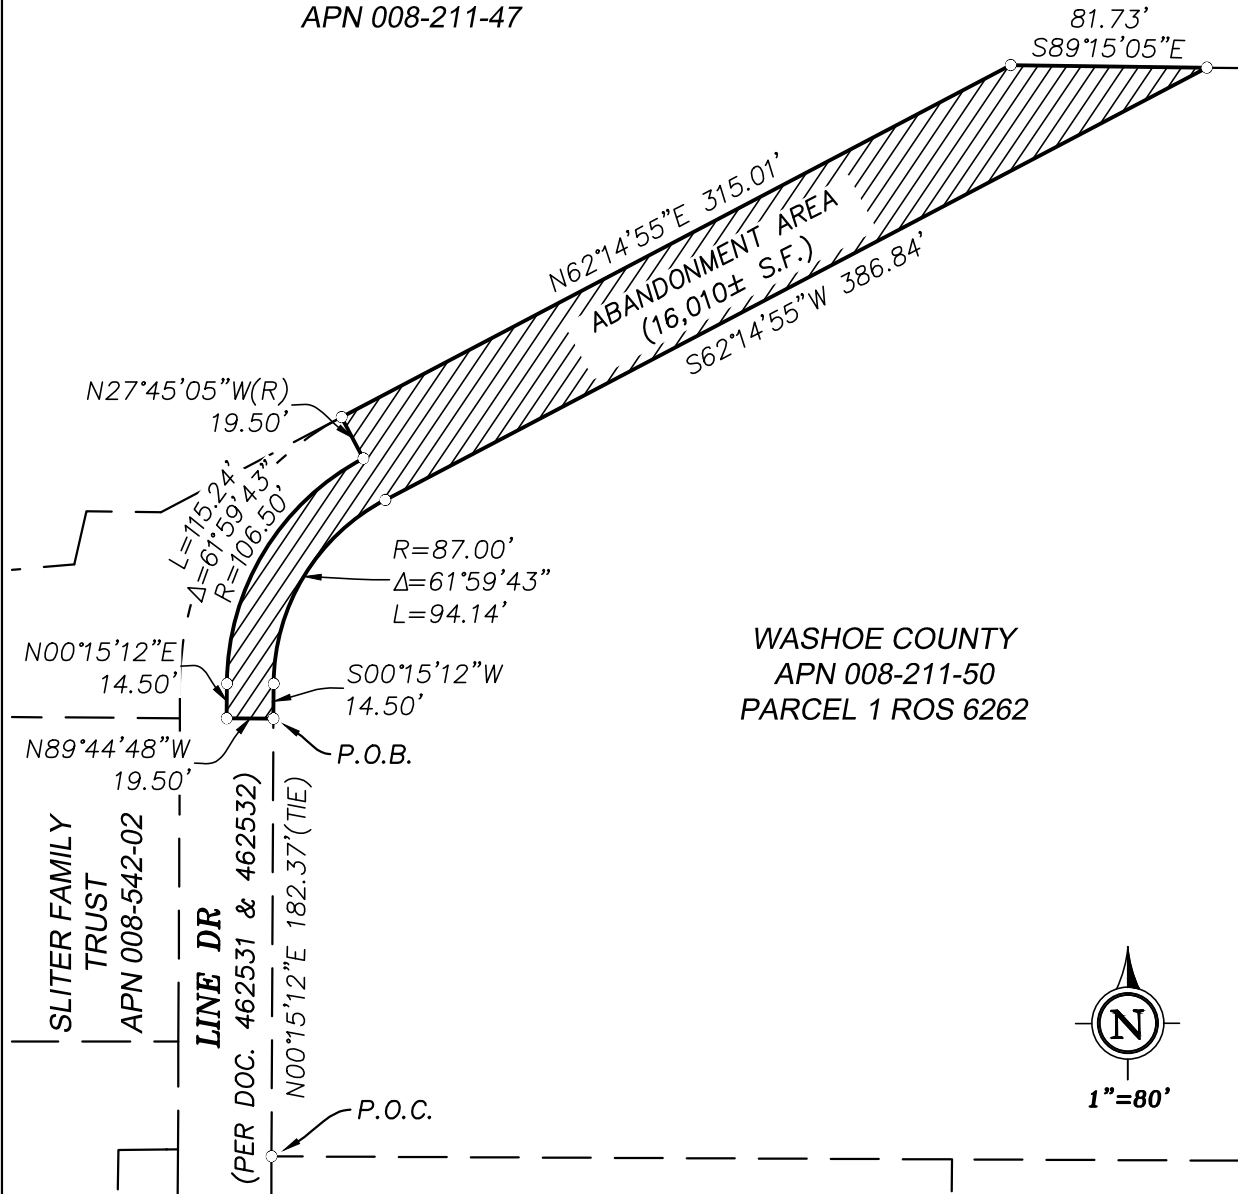 APN 008-211-47
81.73’
S89°15’05”E
N62°14’55”E 315.01’
ABANDONMENT AREA
(16,010± S.F.)
S62°14’55”W 386.84’
N27°45’05”W(R)
19.50’
L=115.24’
Δ=61°59’43”
R=106.50’
R=87.00’
Δ=61°59’43”
L=94.14’
N00°15’12”E
14.50’
S00°15’12”W
14.50’
WASHOE COUNTY
APN 008-211-50
PARCEL 1 ROS 6262
N89°44’48”W
19.50’
P.O.B.
SLITER FAMILY
TRUST
APN 008-542-02
LINE DR
(PER DOC. 462531 & 462532)
N00°15’12”E 182.37’(TIE)
N
1”=80’
P.O.C.